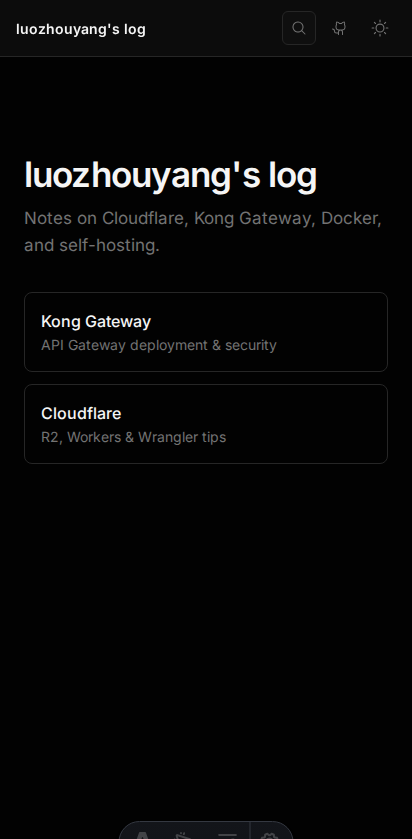 luozhouyang's log
luozhouyang's log
Notes on Cloudflare, Kong Gateway, Docker,
and self-hosting.
Kong Gateway
API Gateway deployment & security
Cloudflare
R2, Workers & Wrangler tips